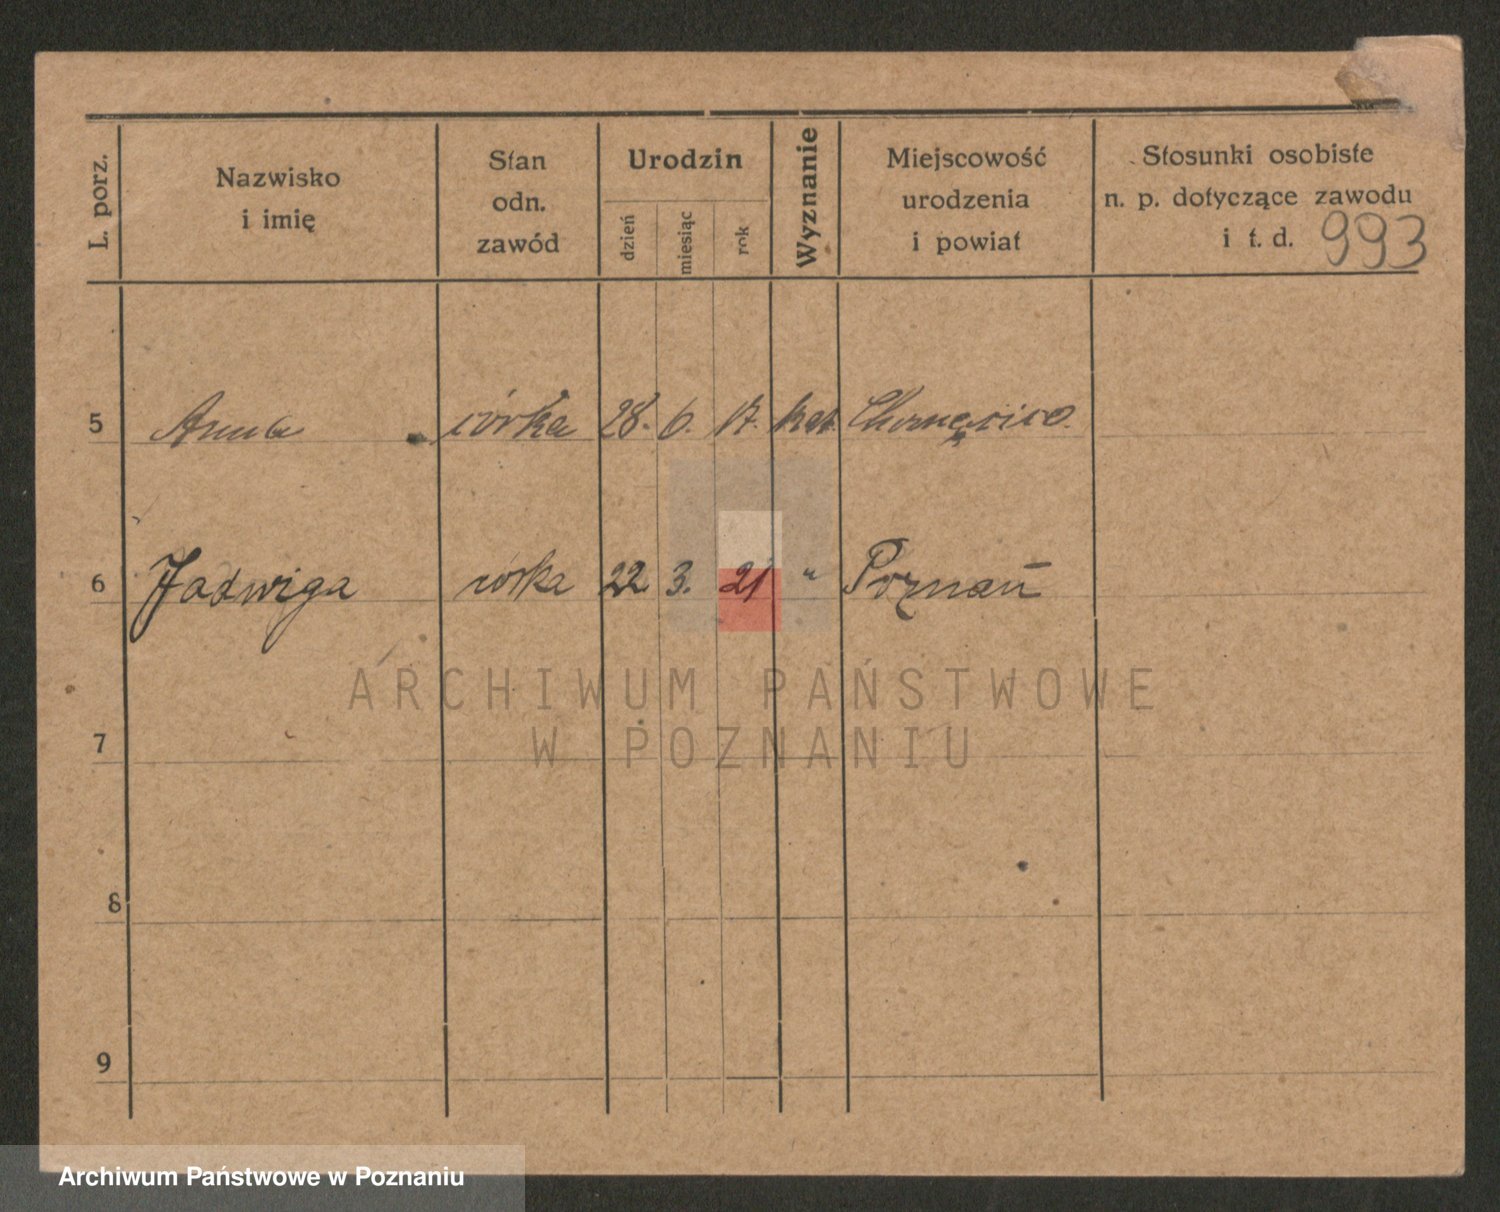 L. porz.
Nazwisko
i imię
Stan
odn.
zawód
Urodzin
dzień
miesiąc
rok
Wyznanie
Miejscowość
urodzenia
i powiat
Stosunki osobiste
n. p. dotyczące zawodu
i t. d. 993
5 Anna córka 28. 6. 17. kat.
6 Jadwiga córka 22 3. 21 " Poznań
ARCHIWUM PAŃSTWOWE
W POZNANIU
7
8
9
Archiwum Państwowe w Poznaniu